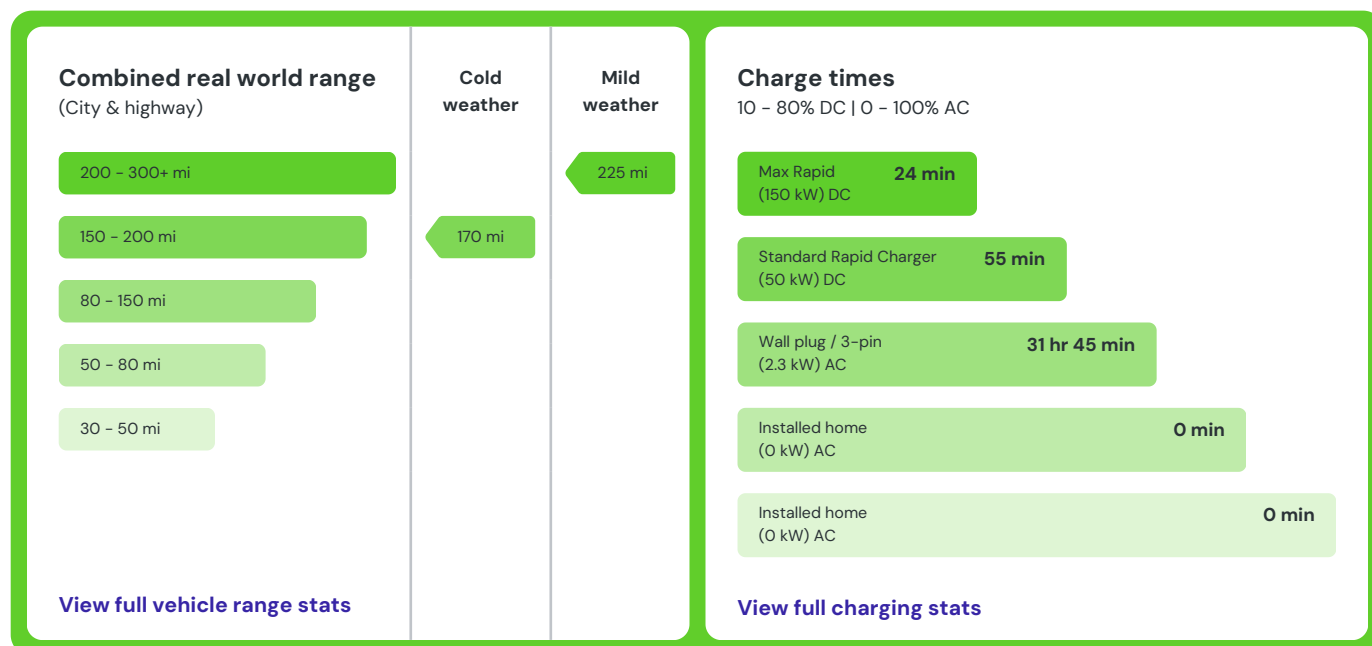 Combined real world range
(City & highway)
Cold
weather
Mild
weather
200 - 300+ mi
225 mi
150 - 200 mi
170 mi
80 - 150 mi
50 - 80 mi
30 - 50 mi
View full vehicle range stats
Charge times
10 - 80% DC | 0 - 100% AC
Max Rapid
(150 kW) DC
24 min
Standard Rapid Charger
(50 kW) DC
55 min
Wall plug / 3-pin
(2.3 kW) AC
31 hr 45 min
Installed home
(0 kW) AC
0 min
Installed home
(0 kW) AC
0 min
View full charging stats